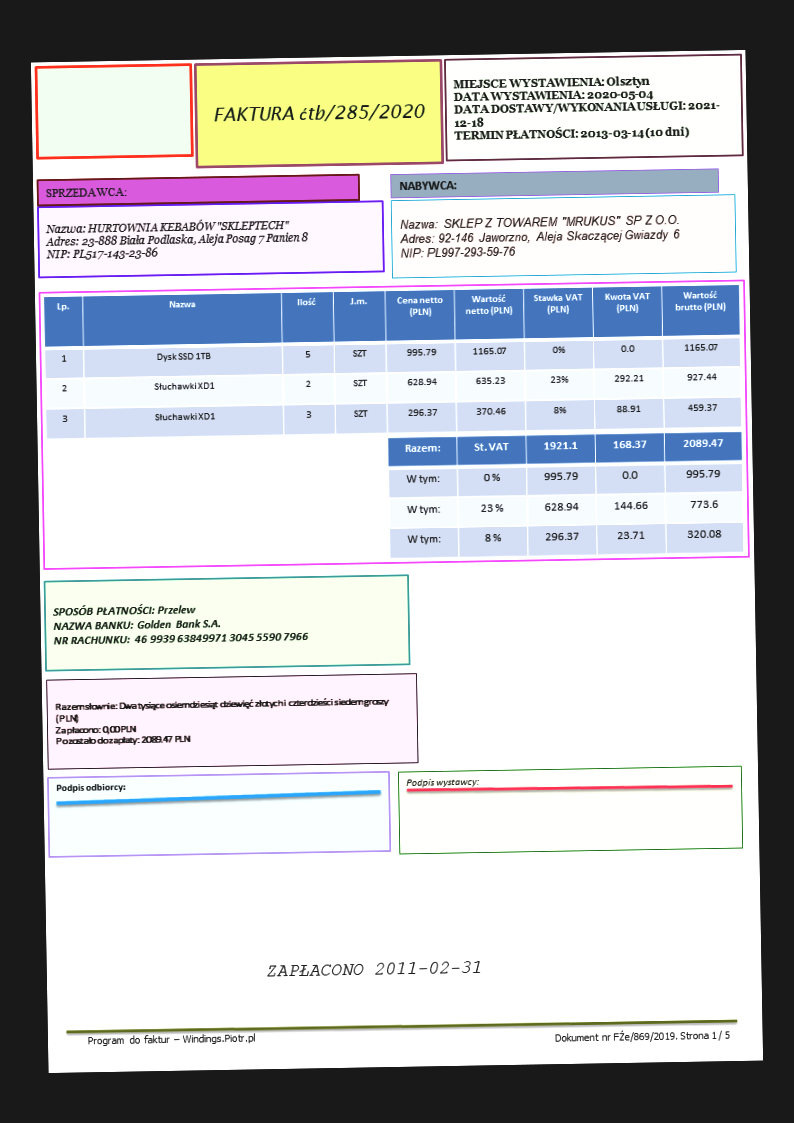 FAKTURA ćtb/285/2020
MIEJSCE WYSTAWIENIA: Olsztyn
DATA WYSTAWIENIA: 2020-05-04
DATA DOSTAWY/WYKONANIA USŁUGI: 2021-
12-18
TERMIN PŁATNOŚCI: 2013-03-14 (10 dni)
SPRZEDAWCA:
Nazwa: HURTOWNIA KEBABÓW "SKLEPTECH"
Adres: 23-888 Biała Podlaska, Aleja Posag 7 Panien 8
NIP: PL517-143-23-86
NABYWCA:
Nazwa: SKLEP Z TOWAREM "MRUKUS" SP Z O.O.
Adres: 92-146 Jaworzno, Aleja Skaczącej Gwiazdy 6
NIP: PL997-293-59-76
Lp. Nazwa Ilość J.m. Cena netto (PLN) Wartość netto (PLN) Stawka VAT (PLN) Kwota VAT (PLN) Wartość brutto (PLN)
1 Dysk SSD 1TB 5 SZT 995.79 1165.07 0% 0.0 1165.07
2 Słuchawki XD1 2 SZT 628.94 635.23 23% 292.21 927.44
3 Słuchawki XD1 3 SZT 296.37 370.46 8% 88.91 459.37
Razem: St. VAT 1921.1 168.37 2089.47
W tym: 0 % 995.79 0.0 995.79
W tym: 23 % 628.94 144.66 773.6
W tym: 8 % 296.37 23.71 320.08
SPOSÓB PŁATNOŚCI: Przelew
NAZWA BANKU: Golden Bank S.A.
NR RACHUNKU: 46 9939 63849971 3045 5590 7966
Razem słownie: Dwa tysiące osiemdziesiąt dziewięć złotych i czterdzieści siedem groszy
(PLN)
Zapłacono: 0,00 PLN
Pozostało do zapłaty: 2089.47 PLN
Podpis odbiorcy:
Podpis wystawcy:
ZAPŁACONO 2011-02-31
Program do faktur – Windings.Piotr.pl
Dokument nr FŹe/869/2019. Strona 1 / 5